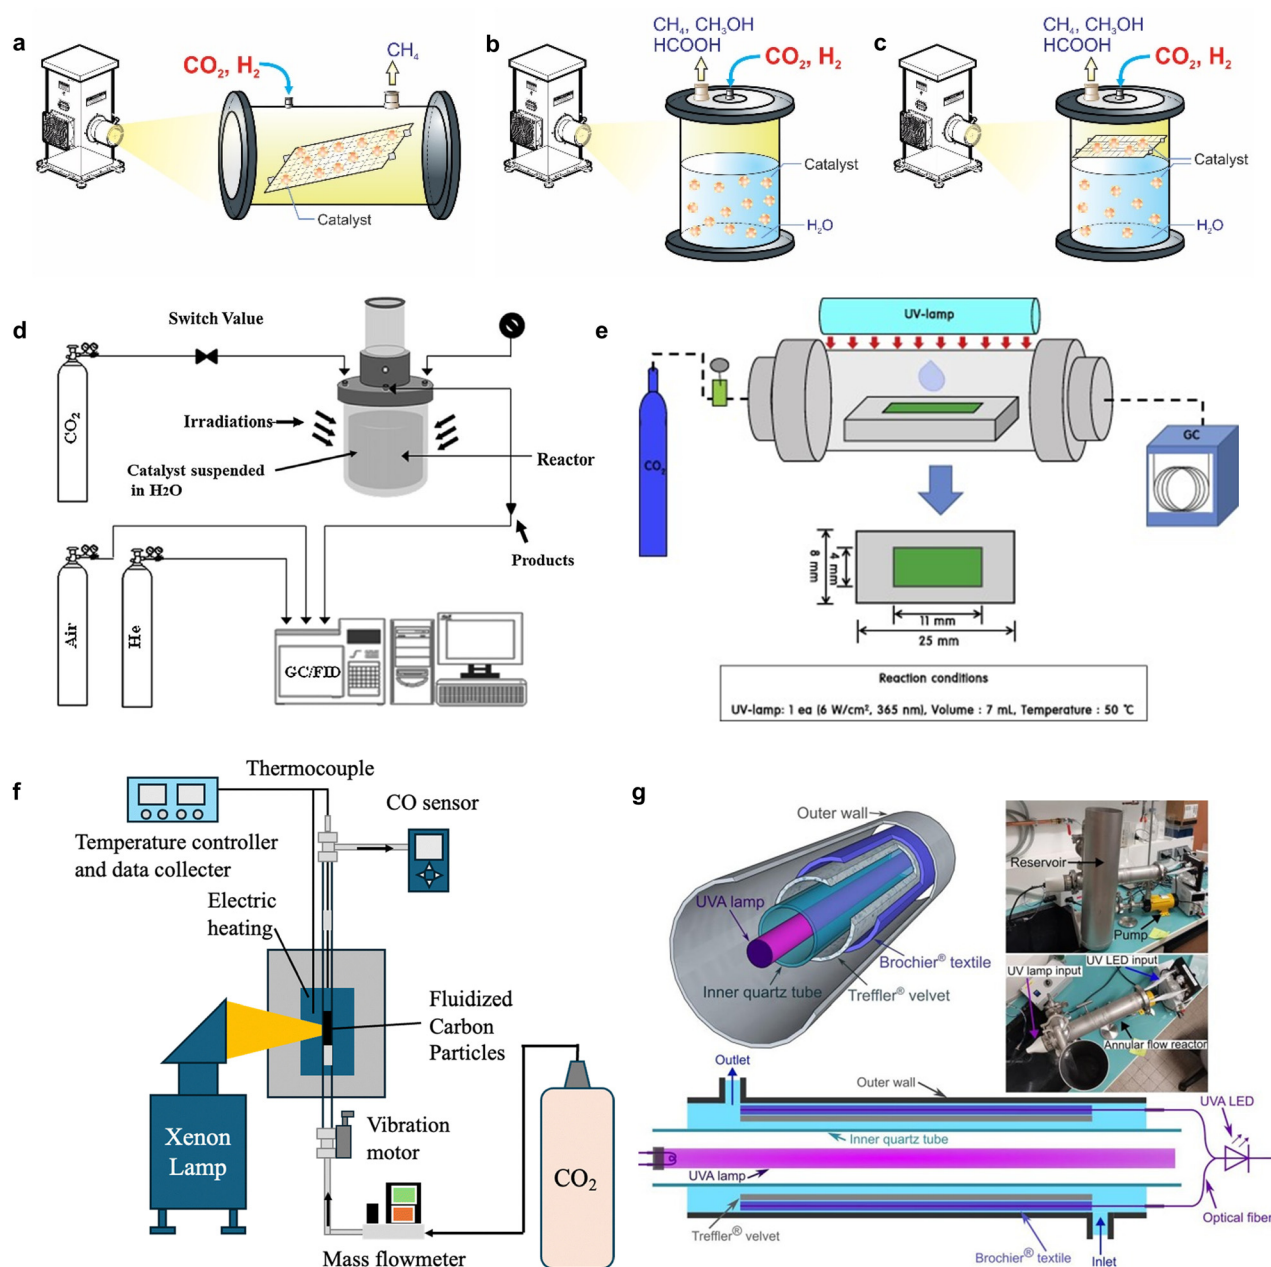 a
CO₂, H₂
CH₄
Catalyst
b
CH₄, CH₃OH
HCOOH
CO₂, H₂
Catalyst
H₂O
c
CH₄, CH₃OH
HCOOH
CO₂, H₂
Catalyst
H₂O
d
Switch Value
CO₂
Irradiations
Catalyst suspended
in H2O
Reactor
Products
Air
He
GC/FID
e
UV-lamp
CO₂
GC
8 mm
4 mm
11 mm
25 mm
Reaction conditions
UV-lamp: 1 ea (6 W/cm², 365 nm), Volume : 7 mL, Temperature : 50 ℃
f
Thermocouple
CO sensor
Temperature controller
and data collecter
Electric
heating
Fluidized
Carbon
Particles
Xenon
Lamp
Vibration
motor
CO₂
Mass flowmeter
g
Outer wall
UVA lamp
Brochier® textile
Inner quartz tube
Treffler® velvet
Reservoir
Pump
UV LED input
UV lamp input
Annular flow reactor
Outlet
Outer wall
UVA LED
Inner quartz tube
UVA lamp
Optical fiber
Treffler® velvet
Brochier® textile
Inlet